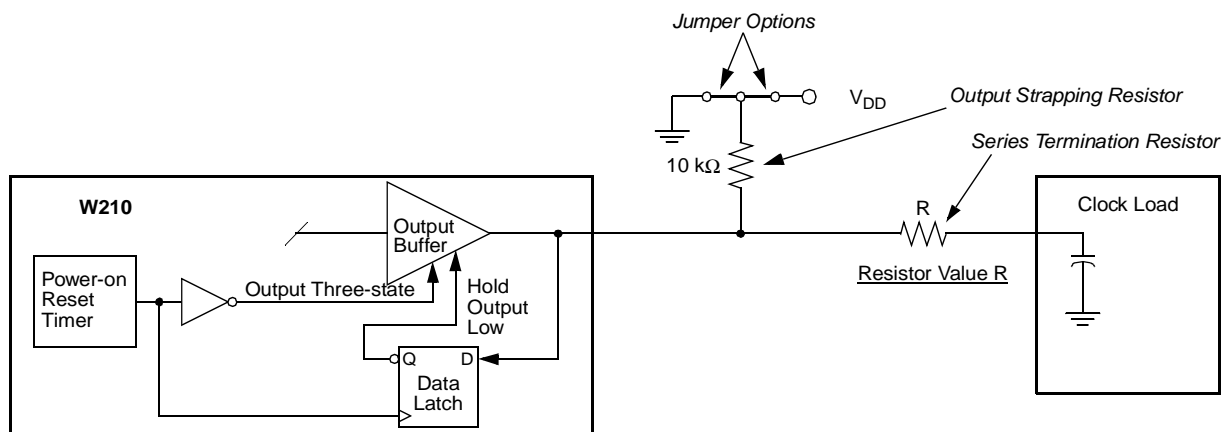 Jumper Options
V_DD
Output Strapping Resistor
10 kΩ
Series Termination Resistor
W210
Output
Buffer
R
Clock Load
Resistor Value R
Power-on
Reset
Timer
Output Three-state
Hold
Output
Low
Q
D
Data
Latch